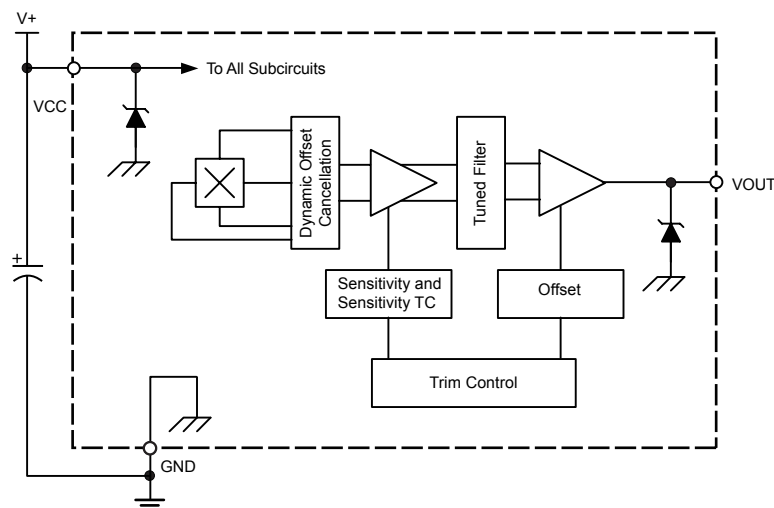 V+
To All Subcircuits
VCC
Dynamic Offset
Cancellation
Tuned Filter
VOUT
+
Sensitivity and
Sensitivity TC
Offset
Trim Control
GND